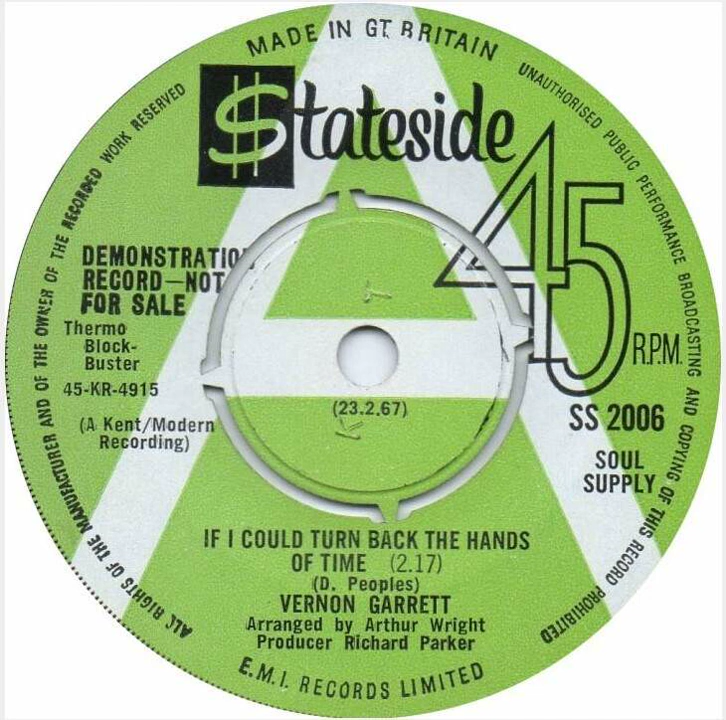 MADE IN GT. BRITAIN
$tateside
UNAUTHORISED PUBLIC PERFORMANCE BROADCASTING AND COPYING OF THIS RECORD PROHIBITED
ALL RIGHTS OF THE MANUFACTURER AND OF THE OWNER OF THE RECORDED WORK RESERVED
45 R.P.M.
DEMONSTRATION
RECORD—NOT
FOR SALE
Thermo
Block-
Buster
45-KR-4915
(A Kent/Modern
Recording)
(23.2.67)
SS 2006
SOUL
SUPPLY
IF I COULD TURN BACK THE HANDS
OF TIME (2.17)
(D. Peoples)
VERNON GARRETT
Arranged by Arthur Wright
Producer Richard Parker
E.M.I. RECORDS LIMITED
A